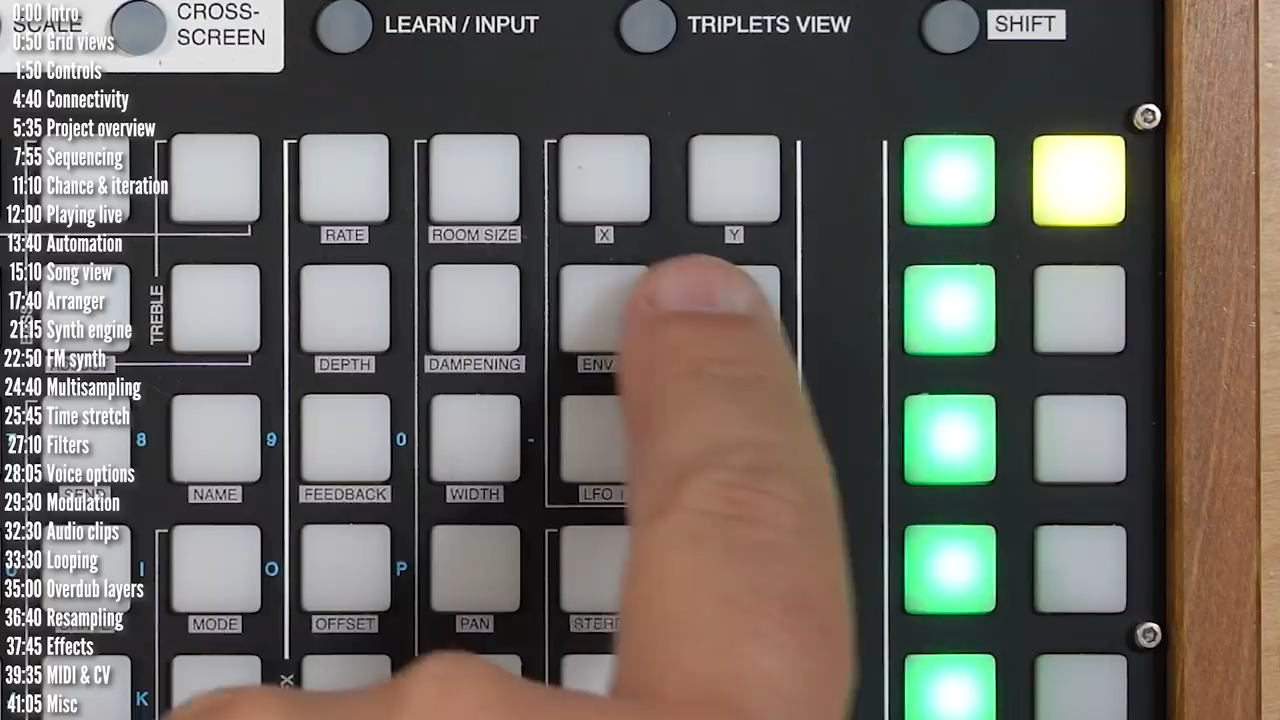 0:00 Intro
SCALE
CROSS-
SCREEN
LEARN / INPUT
TRIPLETS VIEW
SHIFT
0:50 Grid views
1:50 Controls
4:40 Connectivity
5:35 Project overview
7:55 Sequencing
11:10 Chance & iteration
12:00 Playing live
13:40 Automation
15:10 Song view
17:40 Arranger
21:15 Synth engine
22:50 FM synth
24:40 Multisampling
25:45 Time stretch
27:10 Filters
28:05 Voice options
29:30 Modulation
32:30 Audio clips
33:30 Looping
35:00 Overdub layers
36:40 Resampling
37:45 Effects
39:35 MIDI & CV
41:05 Misc
RATE
ROOM SIZE
X
Y
TREBLE
DEPTH
DAMPENING
ENV
8
9
0
-
SEND
NAME
FEEDBACK
WIDTH
LFO
I
O
P
MODE
OFFSET
PAN
K